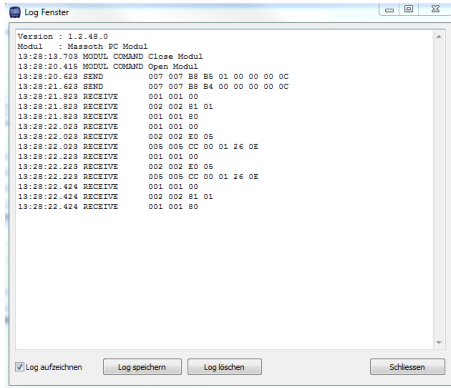 Log Fenster
Version : 1.2.48.0
Modul   : Massoth PC Modul
13:28:13.703 MODUL COMAND Close Modul
13:28:20.415 MODUL COMAND Open Modul
13:28:20.623 SEND         007 007 B8 B5 01 00 00 00 0C
13:28:21.623 SEND         007 007 B8 B4 00 00 00 00 0C
13:28:21.823 RECEIVE      001 001 00
13:28:21.823 RECEIVE      002 002 81 01
13:28:21.823 RECEIVE      001 001 80
13:28:22.023 RECEIVE      001 001 00
13:28:22.023 RECEIVE      002 002 E0 05
13:28:22.023 RECEIVE      005 005 CC 00 01 26 0E
13:28:22.223 RECEIVE      001 001 00
13:28:22.223 RECEIVE      002 002 E0 05
13:28:22.223 RECEIVE      005 005 CC 00 01 26 0E
13:28:22.424 RECEIVE      001 001 00
13:28:22.424 RECEIVE      002 002 81 01
13:28:22.424 RECEIVE      001 001 80
Log aufzeichnen
Log speichern
Log löschen
Schliessen